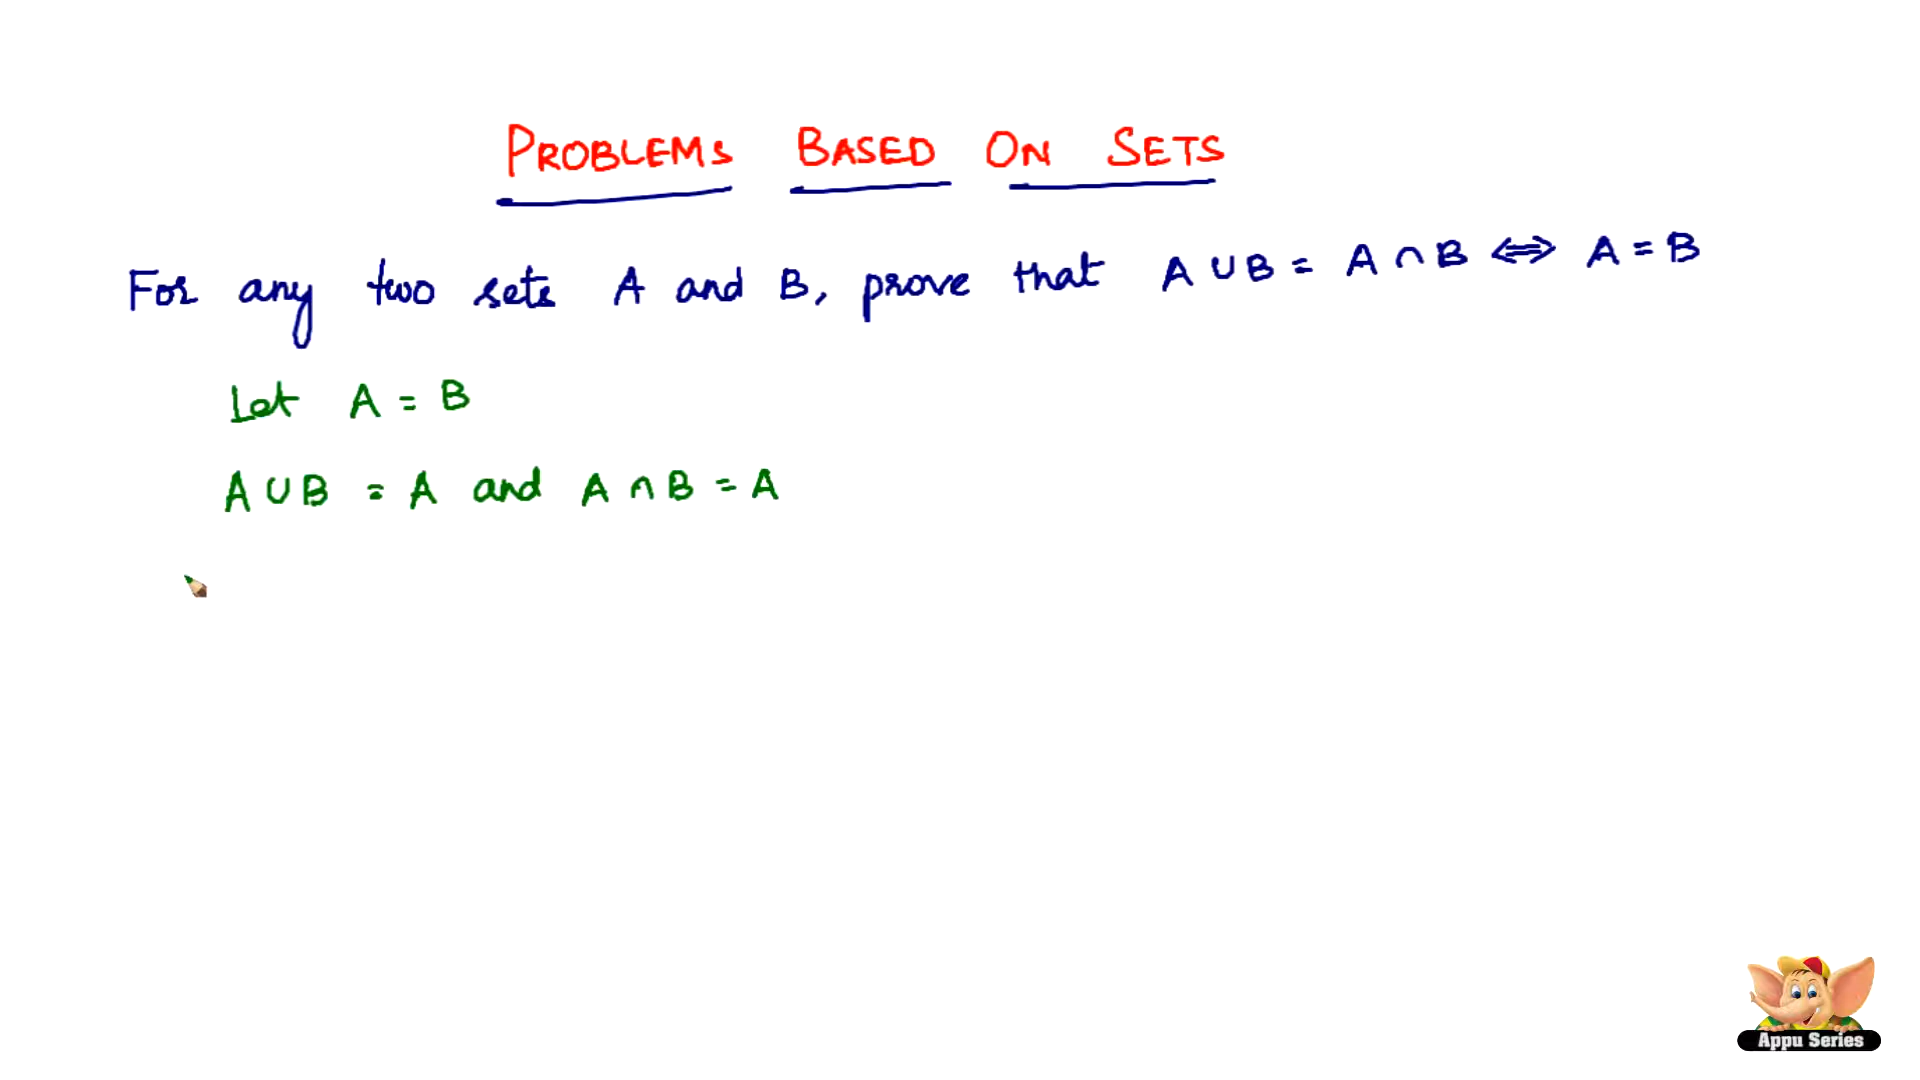 PROBLEMS BASED ON SETS
For any two sets A and B, prove that A ∪ B = A ∩ B ⇔ A = B
Let A = B
A ∪ B = A and A ∩ B = A
Appu Series